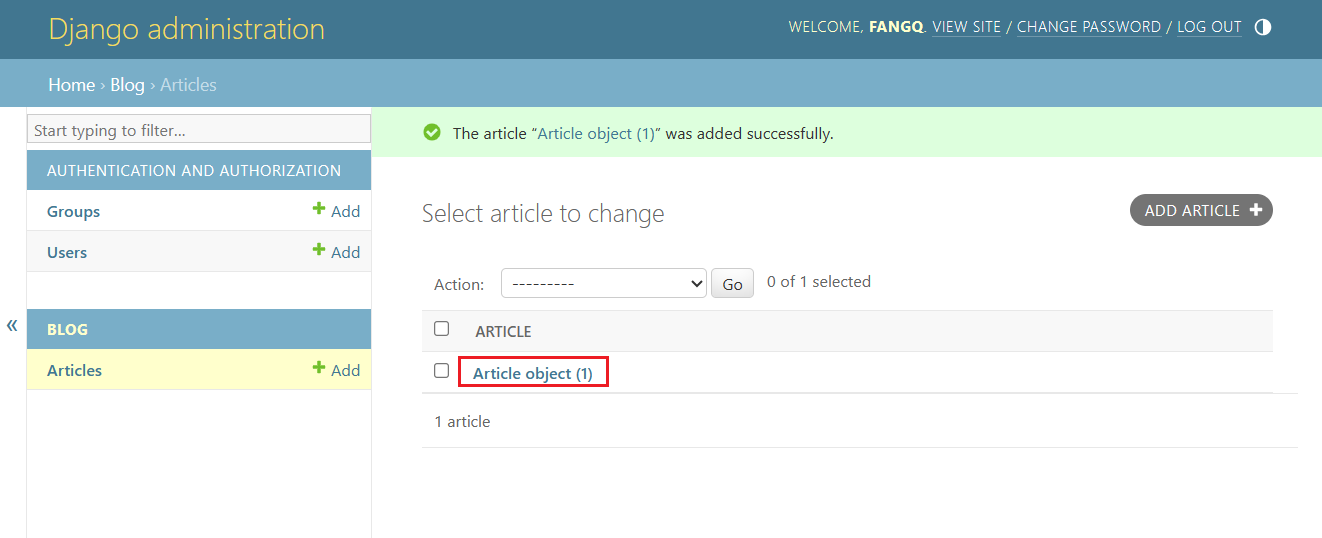 Django administration
WELCOME, FANGQ. VIEW SITE / CHANGE PASSWORD / LOG OUT
Home › Blog › Articles
Start typing to filter...
AUTHENTICATION AND AUTHORIZATION
Groups + Add
Users + Add
«
BLOG
Articles + Add
The article “Article object (1)” was added successfully.
Select article to change
ADD ARTICLE +
Action: --------- Go 0 of 1 selected
ARTICLE
Article object (1)
1 article